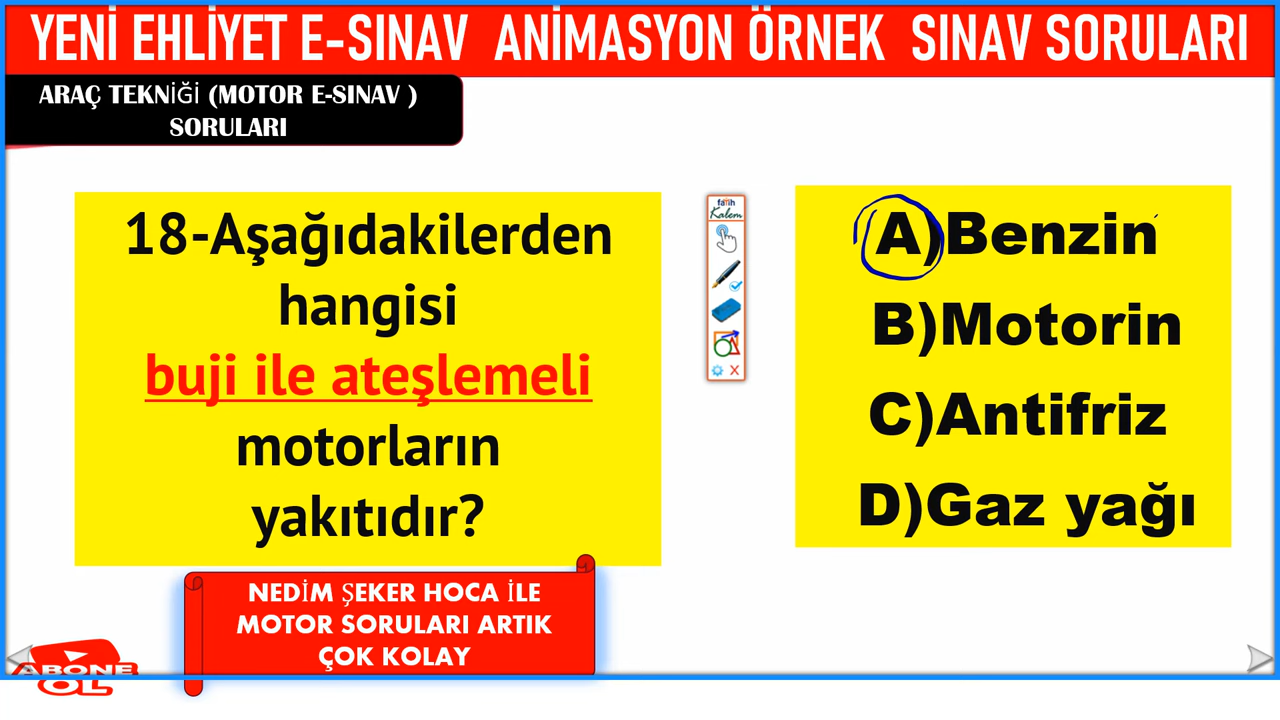 YENİ EHLİYET E-SINAV ANİMASYON ÖRNEK SINAV SORULARI
ARAÇ TEKNİĞİ (MOTOR E-SINAV )
SORULARI
18-Aşağıdakilerden
hangisi
buji ile ateşlemeli
motorların
yakıtıdır?
fatih
Kalem
A)Benzin
B)Motorin
C)Antifriz
D)Gaz yağı
NEDİM ŞEKER HOCA İLE
MOTOR SORULARI ARTIK
ÇOK KOLAY
ABONE
OL